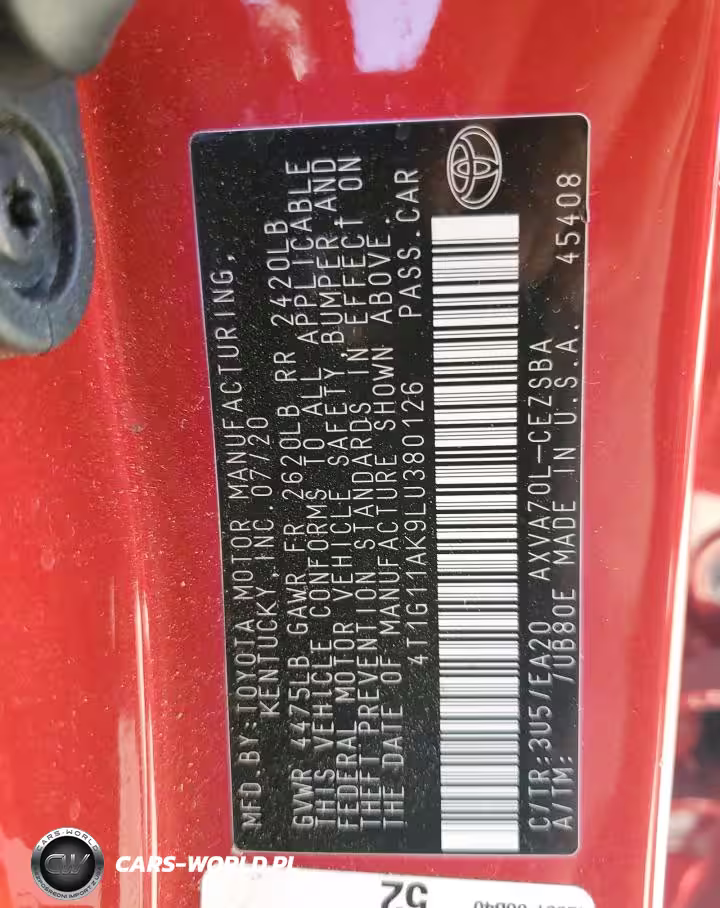 MFD.BY:TOYOTA MOTOR MANUFACTURING,
KENTUCKY,INC.07/20
GVWR 4475LB GAWR FR 2620LB RR 2420LB
THIS VEHICLE CONFORMS TO ALL APPLICABLE
FEDERAL MOTOR VEHICLE SAFETY,BUMPER AND
THEFT PREVENTION STANDARDS IN EFFECT ON
THE DATE OF MANUFACTURE SHOWN ABOVE.
4T1G11AK9LU380126 PASS.CAR
C/TR:3U5/EA20 AXVA70L-CEZSBA
A/TM: /UB80E MADE IN U.S.A. 45408
52
CARS-WORLD
CW
CARS-WORLD.PL